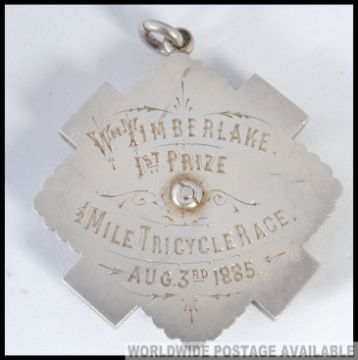 Wm Timberlake.
1st Prize
1/2 Mile Tricycle Race.
Aug. 3rd 1885.
WORLDWIDE POSTAGE AVAILABLE